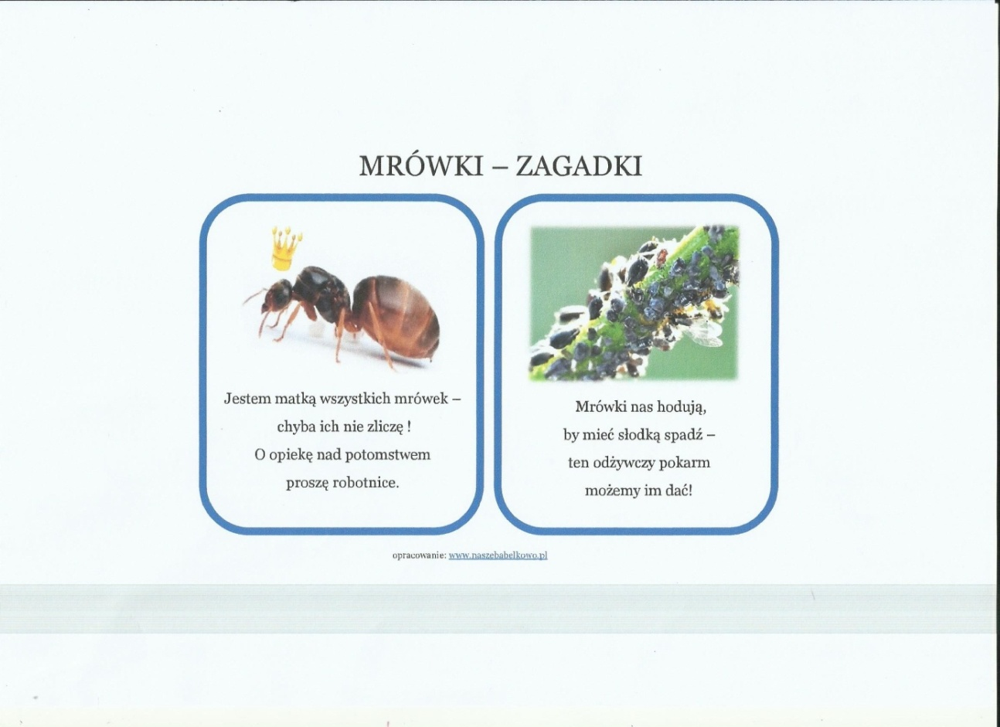 MRÓWKI – ZAGADKI
Jestem matką wszystkich mrówek –
chyba ich nie zliczę !
O opiekę nad potomstwem
proszę robotnice.
Mrówki nas hodują,
by mieć słodką spadź –
ten odżywczy pokarm
możemy im dać!
opracowanie: www.naszebabelkowo.pl